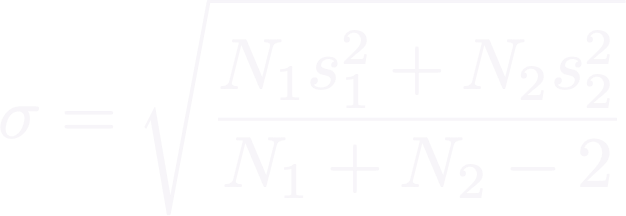 σ = √((N₁s₁² + N₂s₂²) / (N₁ + N₂ − 2))